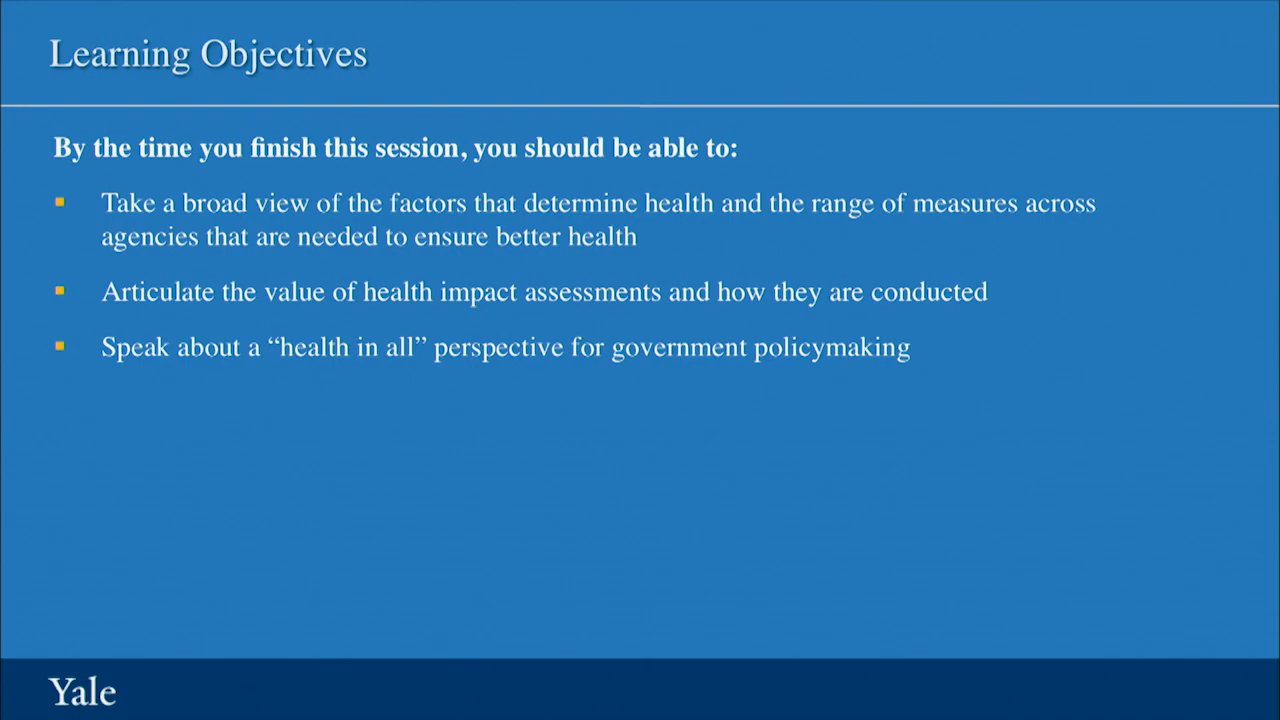 Learning Objectives
By the time you finish this session, you should be able to:
▪ Take a broad view of the factors that determine health and the range of measures across
agencies that are needed to ensure better health
▪ Articulate the value of health impact assessments and how they are conducted
▪ Speak about a “health in all” perspective for government policymaking
Yale